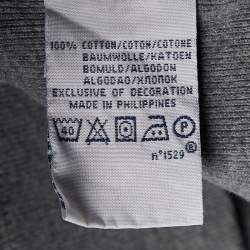 100% COTTON/COTON/COTONE
BAUMWOLLE/KATOEN
BOMULD/ALGODON
ALGODAO/ХЛОПОК
EXCLUSIVE OF DECORATION
MADE IN PHILIPPINES
40 P
n°1529®